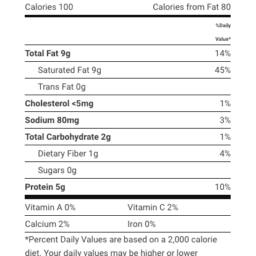 Calories 100 Calories from Fat 80
%Daily
Value*
Total Fat 9g 14%
Saturated Fat 9g 45%
Trans Fat 0g
Cholesterol <5mg 1%
Sodium 80mg 3%
Total Carbohydrate 2g 1%
Dietary Fiber 1g 4%
Sugars 0g
Protein 5g 10%
Vitamin A 0% Vitamin C 2%
Calcium 2% Iron 0%
*Percent Daily Values are based on a 2,000 calorie
diet. Your daily values may be higher or lower